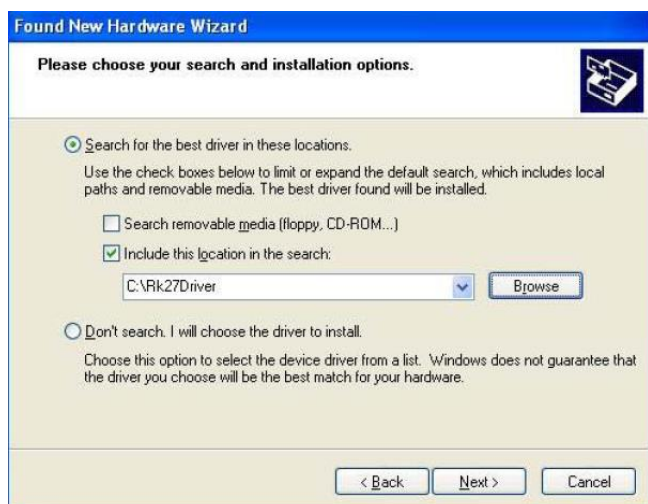 Found New Hardware Wizard
Please choose your search and installation options.
Search for the best driver in these locations.
Use the check boxes below to limit or expand the default search, which includes local
paths and removable media. The best driver found will be installed.
Search removable media (floppy, CD-ROM...)
Include this location in the search:
C:\Rk27Driver
Browse
Don't search. I will choose the driver to install.
Choose this option to select the device driver from a list. Windows does not guarantee that
the driver you choose will be the best match for your hardware.
< Back Next > Cancel